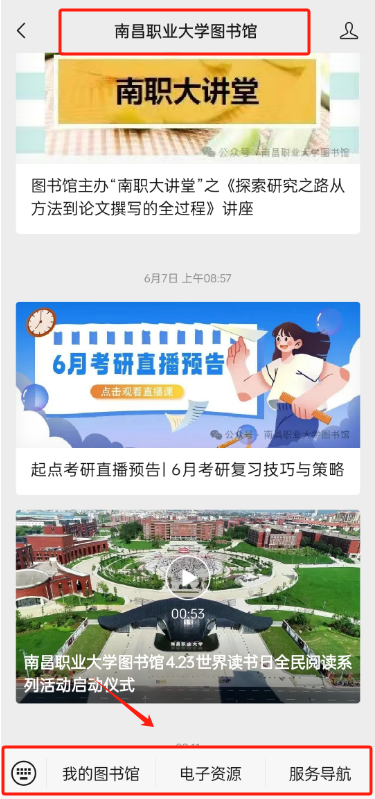 南昌职业大学图书馆
南职大讲堂
公众号·南昌职业大学图书馆
图书馆主办“南职大讲堂”之《探索研究之路从
方法到论文撰写的全过程》讲座
6月7日 上午08:57
6月考研直播预告
点击观看直播课
公众号·南昌职业大学图书馆
起点考研直播预告| 6月考研复习技巧与策略
00:53
南昌职业大学
南昌职业大学图书馆4.23世界读书日全民阅读系
列活动启动仪式
我的图书馆
电子资源
服务导航